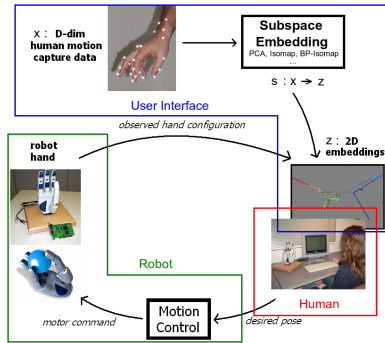 x : D-dim
human motion
capture data
Subspace
Embedding
PCA, Isomap, BP-Isomap
...
s : x → z
User Interface
observed hand configuration
z : 2D
embeddings
robot
hand
Robot
Human
Motion
Control
motor command
desired pose